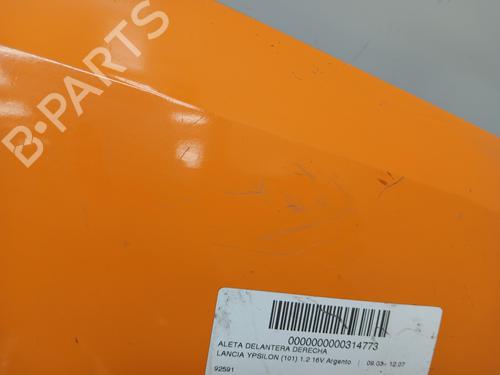 B-PARTS
0000000000314773
ALETA DELANTERA DERECHA
LANCIA YPSILON (101) 1.2 16V Argento | 09.03 - 12.07
92591